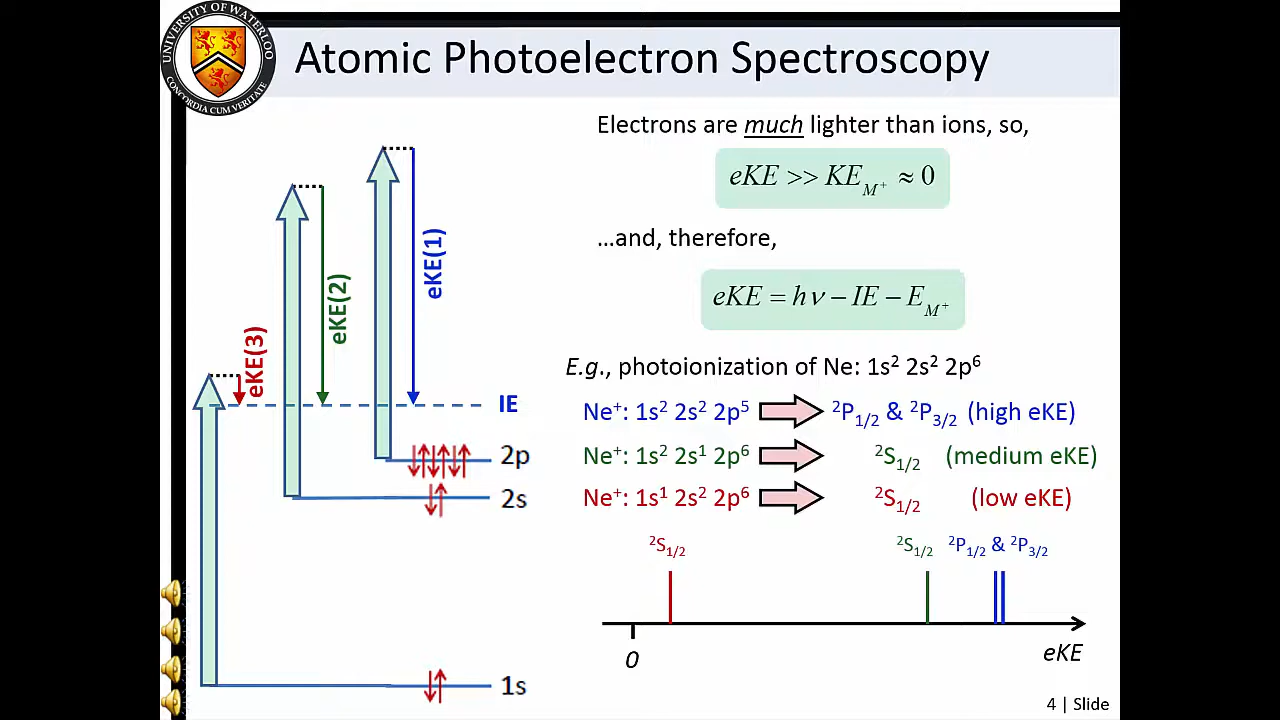 UNIVERSITY OF WATERLOO
CONCORDIA CUM VERITATE
Atomic Photoelectron Spectroscopy
Electrons are much lighter than ions, so,
eKE >> KE_M⁺ ≈ 0
...and, therefore,
eKE = hν − IE − E_M⁺
E.g., photoionization of Ne: 1s² 2s² 2p⁶
Ne⁺: 1s² 2s² 2p⁵ ²P₁/₂ & ²P₃/₂ (high eKE)
Ne⁺: 1s² 2s¹ 2p⁶ ²S₁/₂ (medium eKE)
Ne⁺: 1s¹ 2s² 2p⁶ ²S₁/₂ (low eKE)
²S₁/₂ ²S₁/₂ ²P₁/₂ & ²P₃/₂
0 eKE
eKE(3)
eKE(2)
eKE(1)
IE
2p
2s
1s
4 | Slide